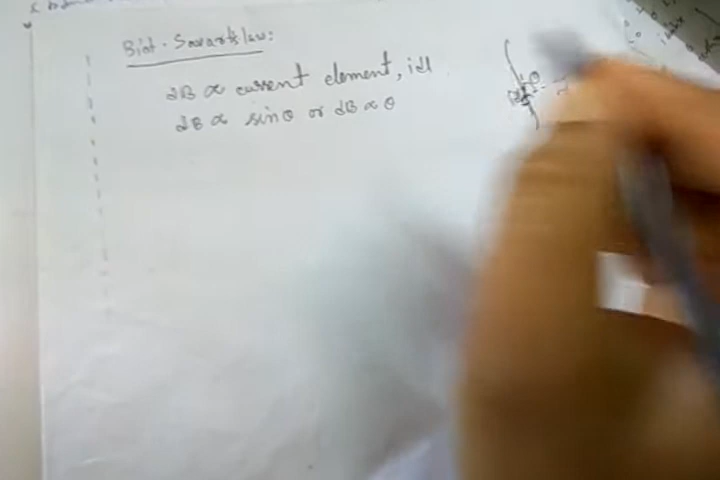 Biot-Savart's law:
dB ∝ current element, idl
dB ∝ sinθ or dB ∝ θ
θ